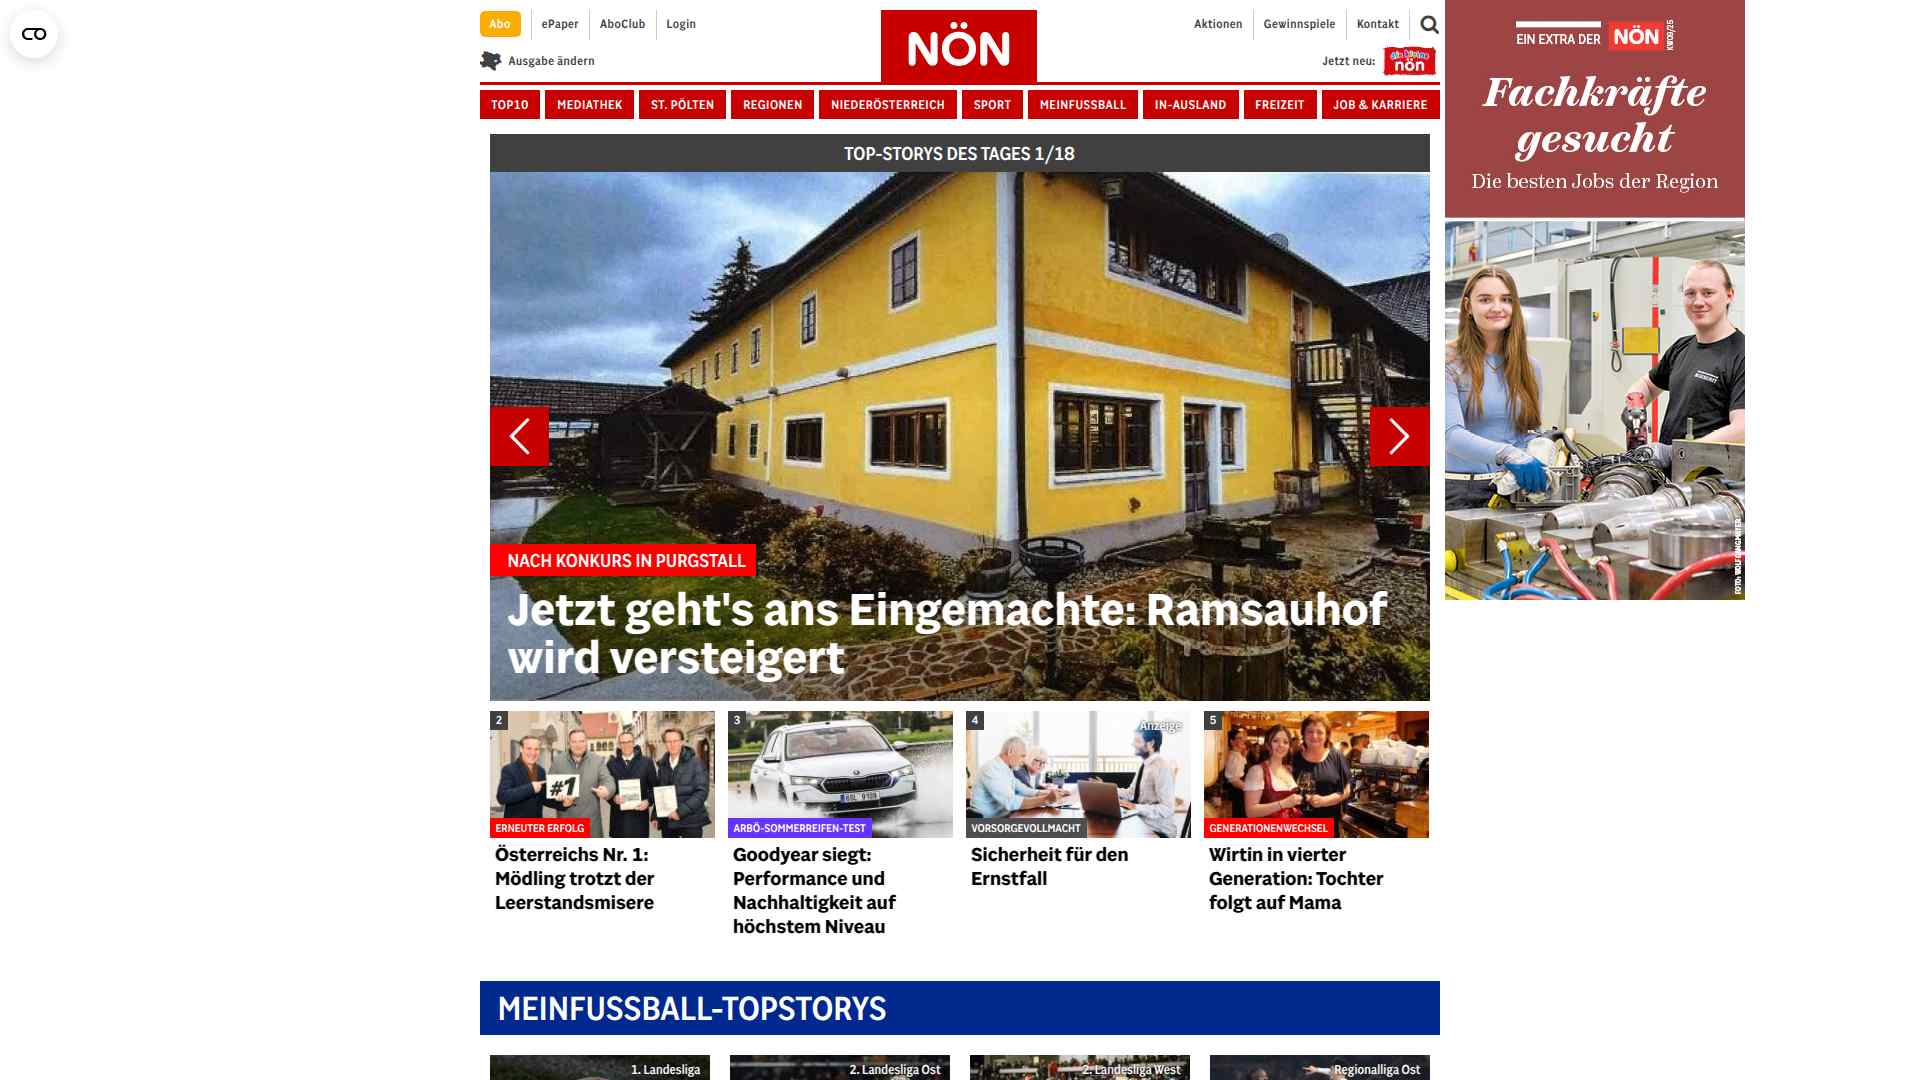 Abo
ePaper
AboClub
Login
NÖN
Aktionen
Gewinnspiele
Kontakt
Ausgabe ändern
Jetzt neu:
die kleine
nön
TOP10
MEDIATHEK
ST. PÖLTEN
REGIONEN
NIEDERÖSTERREICH
SPORT
MEINFUSSBALL
IN-AUSLAND
FREIZEIT
JOB & KARRIERE
EIN EXTRA DER NÖN KW09/25
Fachkräfte
gesucht
Die besten Jobs der Region
TOP-STORYS DES TAGES 1/18
NACH KONKURS IN PURGSTALL
Jetzt geht's ans Eingemachte: Ramsauhof
wird versteigert
2
#1
ERNEUTER ERFOLG
Österreichs Nr. 1:
Mödling trotzt der
Leerstandsmisere
3
ARBÖ-SOMMERREIFEN-TEST
Goodyear siegt:
Performance und
Nachhaltigkeit auf
höchstem Niveau
4
Anzeige
VORSORGEVOLLMACHT
Sicherheit für den
Ernstfall
5
GENERATIONENWECHSEL
Wirtin in vierter
Generation: Tochter
folgt auf Mama
MEINFUSSBALL-TOPSTORYS
1. Landesliga
2. Landesliga Ost
2. Landesliga West
Regionalliga Ost